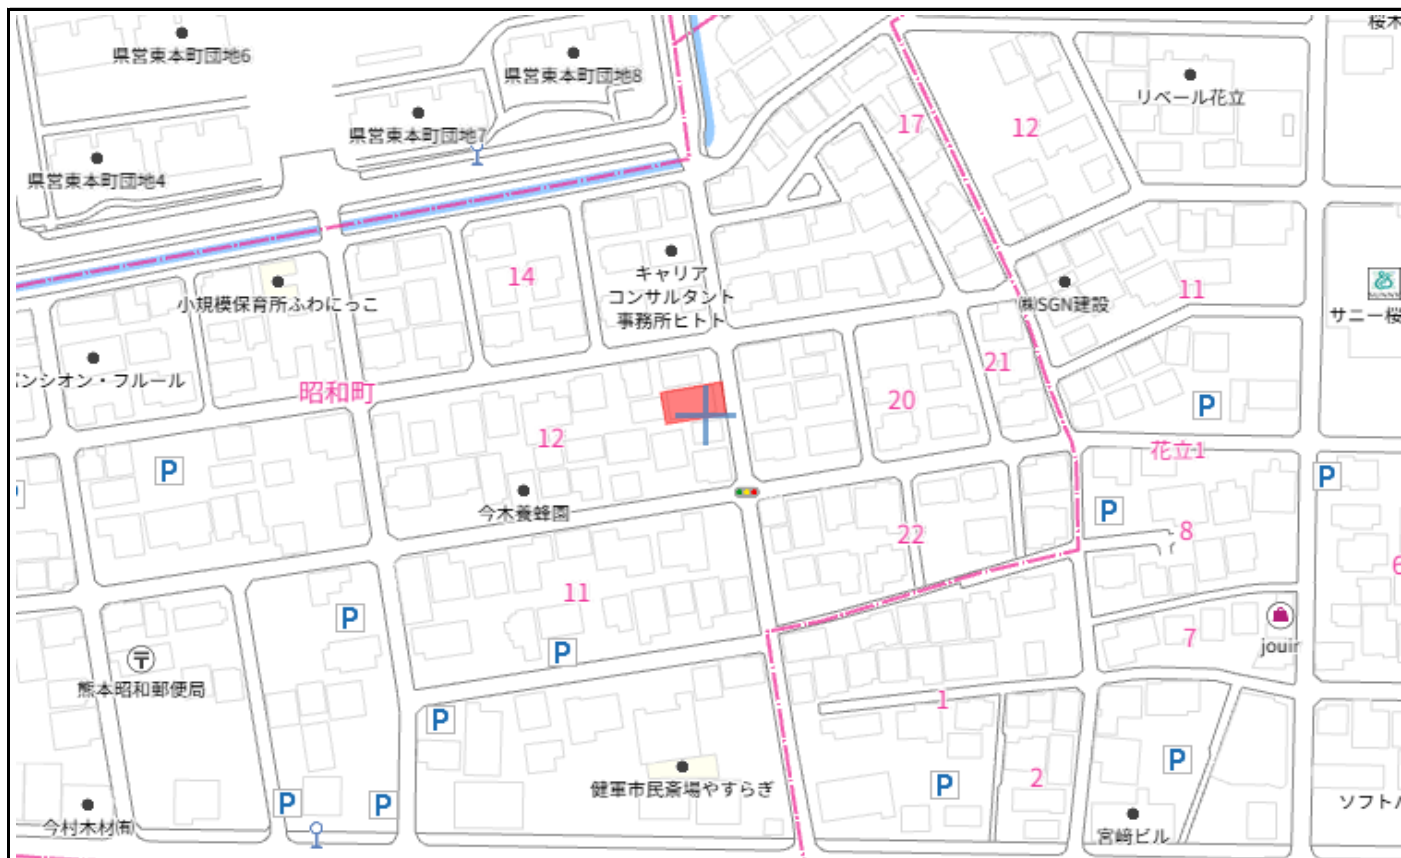 県営東本町団地6
県営東本町団地8
県営東本町団地7
県営東本町団地4
リベール花立
17
12
14
キャリア
コンサルタント
事務所ヒトト
小規模保育所ふわにっこ
㈱SGN建設
11
SUNNY
サニー桜
ンシオン・フルール
昭和町
21
20
P
12
花立1
P
P
今木養蜂園
P
22
8
11
P
P
7
jouir
熊本昭和郵便局
P
1
健軍市民斎場やすらぎ
P
P
2
P
P
今村木材㈲
宮﨑ビル